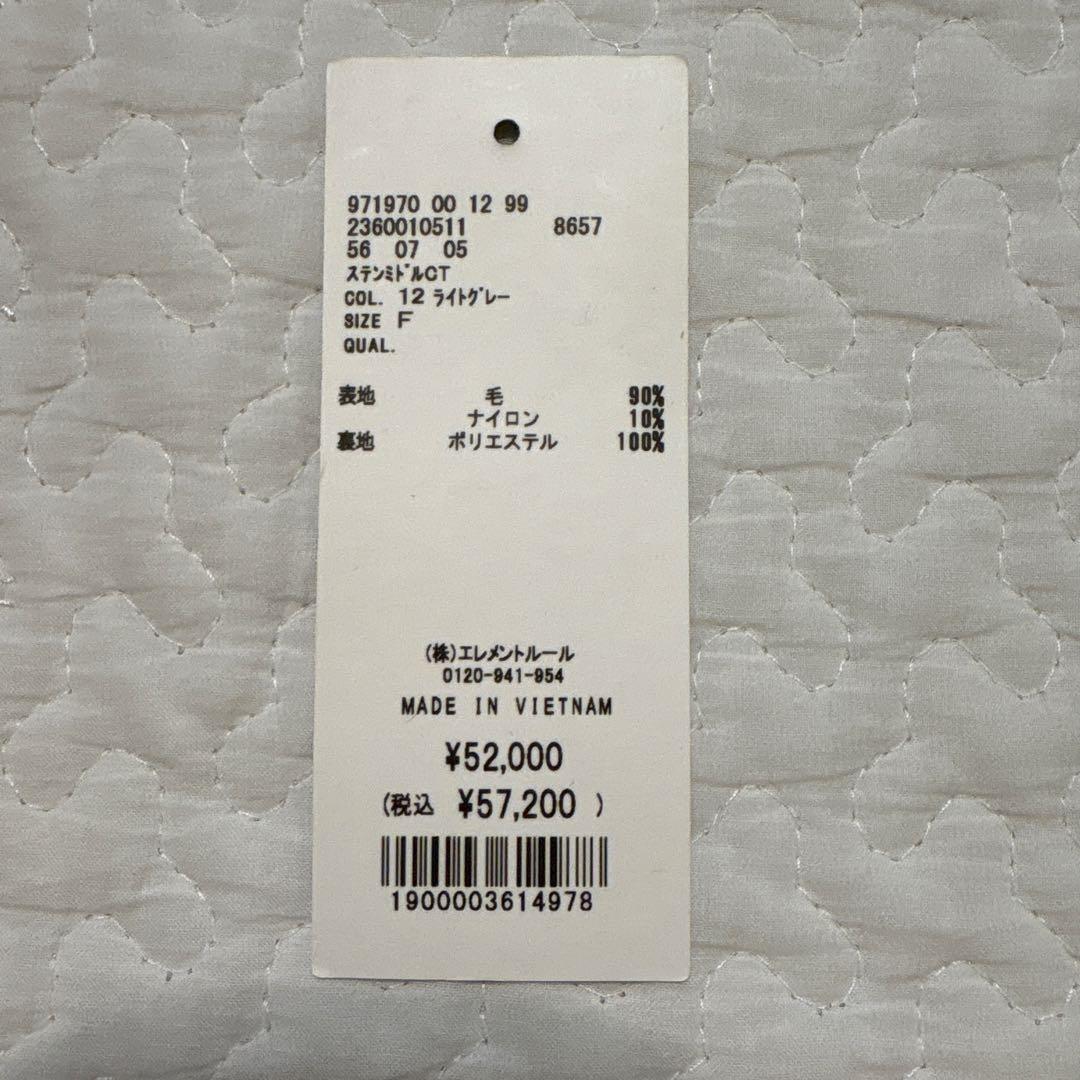 971970 00 12 99
2360010511 8657
56 07 05
ｽﾃﾝﾐﾄﾞﾙCT
COL. 12 ﾗｲﾄｸﾞﾚｰ
SIZE F
QUAL.
表地 毛 90%
ナイロン 10%
裏地 ポリエステル 100%
(株)エレメントルール
0120-941-954
MADE IN VIETNAM
¥52,000
(税込 ¥57,200 )
1900003614978